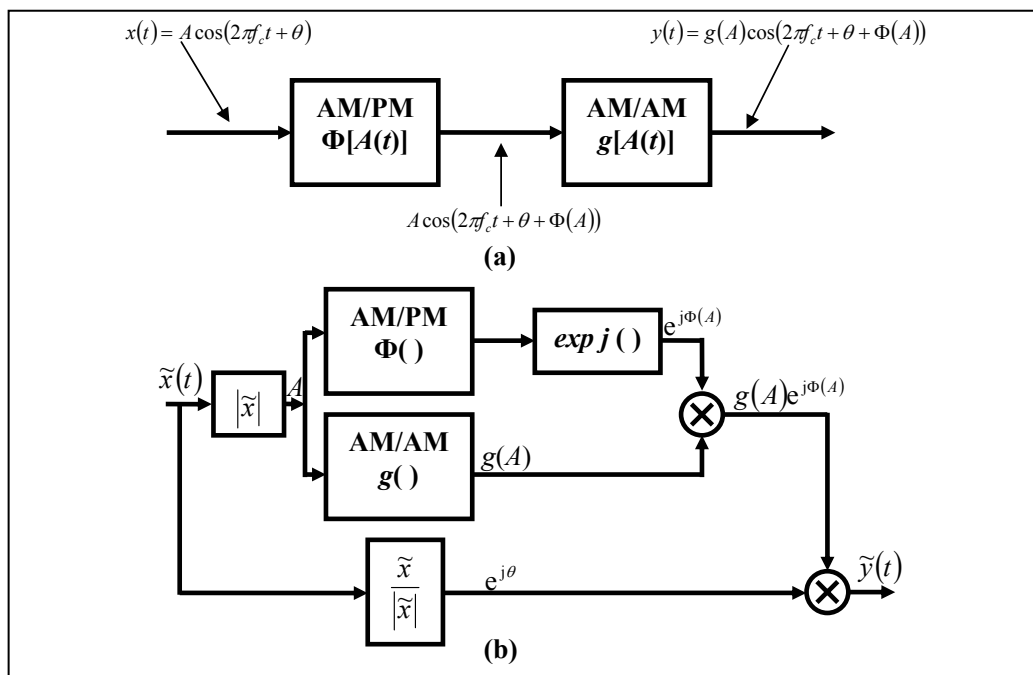 x(t) = A cos(2πf_c t + θ)
y(t) = g(A) cos(2πf_c t + θ + Φ(A))
AM/PM
Φ[A(t)]
AM/AM
g[A(t)]
A cos(2πf_c t + θ + Φ(A))
(a)
AM/PM
Φ( )
exp j ( )
e^{jΦ(A)}
x̃(t)
|x̃|
A
g(A)e^{jΦ(A)}
AM/AM
g( )
g(A)
x̃
|x̃|
e^{jθ}
ỹ(t)
(b)